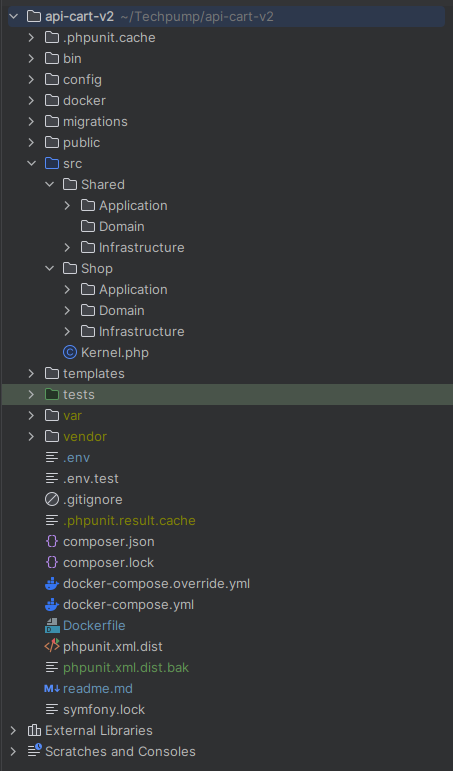 api-cart-v2 ~/Techpump/api-cart-v2
.phpunit.cache
bin
config
docker
migrations
public
src
Shared
Application
Domain
Infrastructure
Shop
Application
Domain
Infrastructure
C Kernel.php
templates
tests
var
vendor
.env
.env.test
.gitignore
.phpunit.result.cache
{} composer.json
{} composer.lock
docker-compose.override.yml
docker-compose.yml
D Dockerfile
</> phpunit.xml.dist
phpunit.xml.dist.bak
M↓ readme.md
symfony.lock
External Libraries
Scratches and Consoles